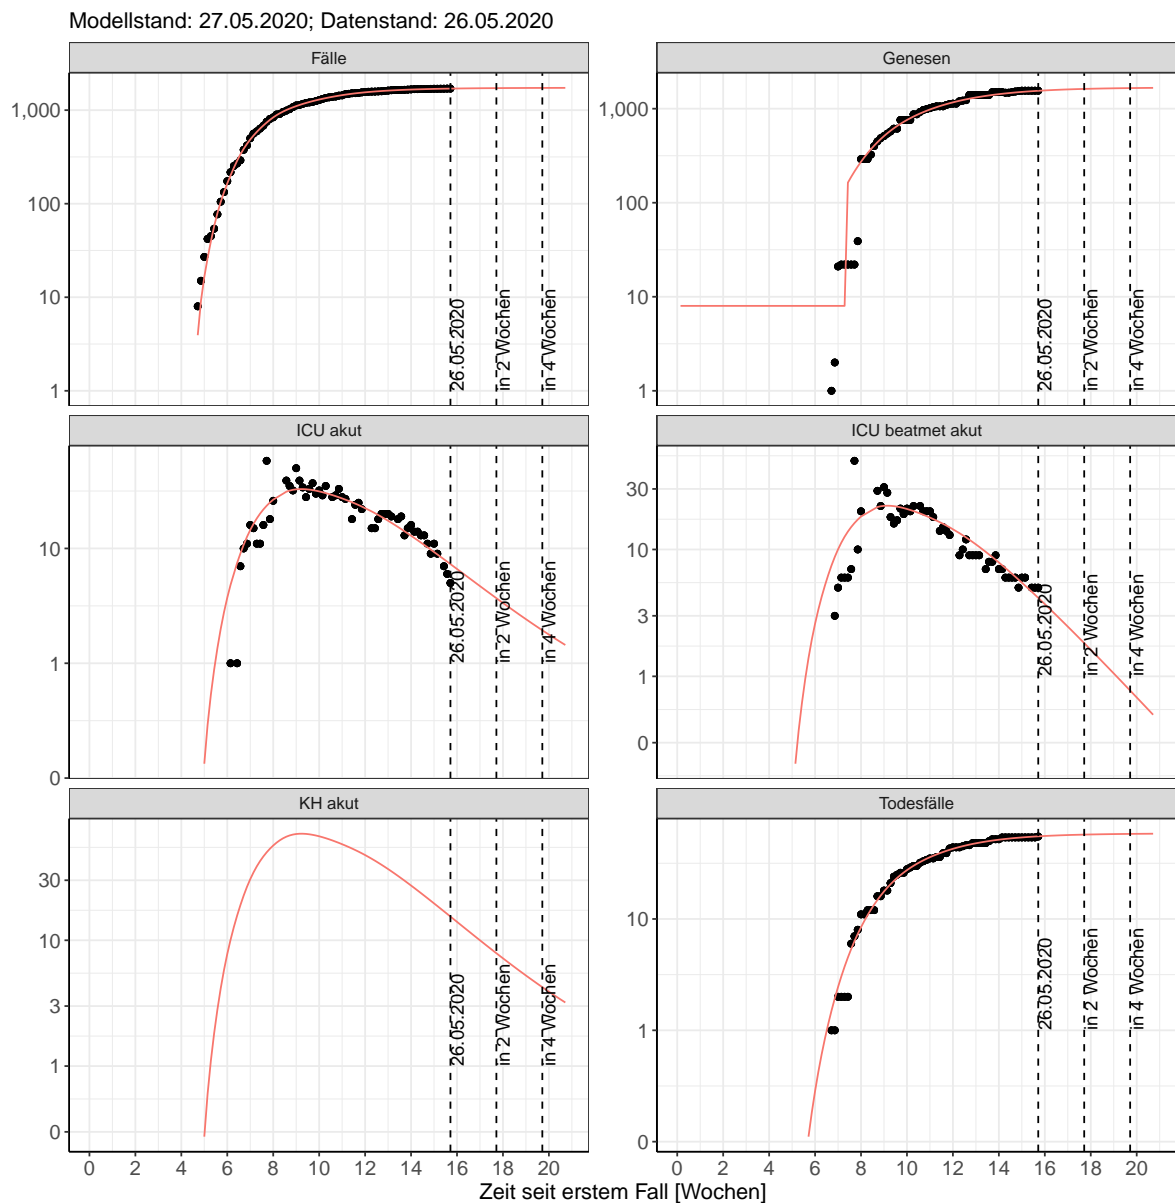 Modellstand: 27.05.2020; Datenstand: 26.05.2020
Fälle
1,000
100
10
1
26.05.2020
in 2 Wochen
in 4 Wochen
Genesen
1,000
100
10
1
26.05.2020
in 2 Wochen
in 4 Wochen
ICU akut
10
1
0
26.05.2020
in 2 Wochen
in 4 Wochen
ICU beatmet akut
30
10
3
1
0
26.05.2020
in 2 Wochen
in 4 Wochen
KH akut
30
10
3
1
0
26.05.2020
in 2 Wochen
in 4 Wochen
0 2 4 6 8 10 12 14 16 18 20
Todesfälle
10
1
0
26.05.2020
in 2 Wochen
in 4 Wochen
0 2 4 6 8 10 12 14 16 18 20
Zeit seit erstem Fall [Wochen]